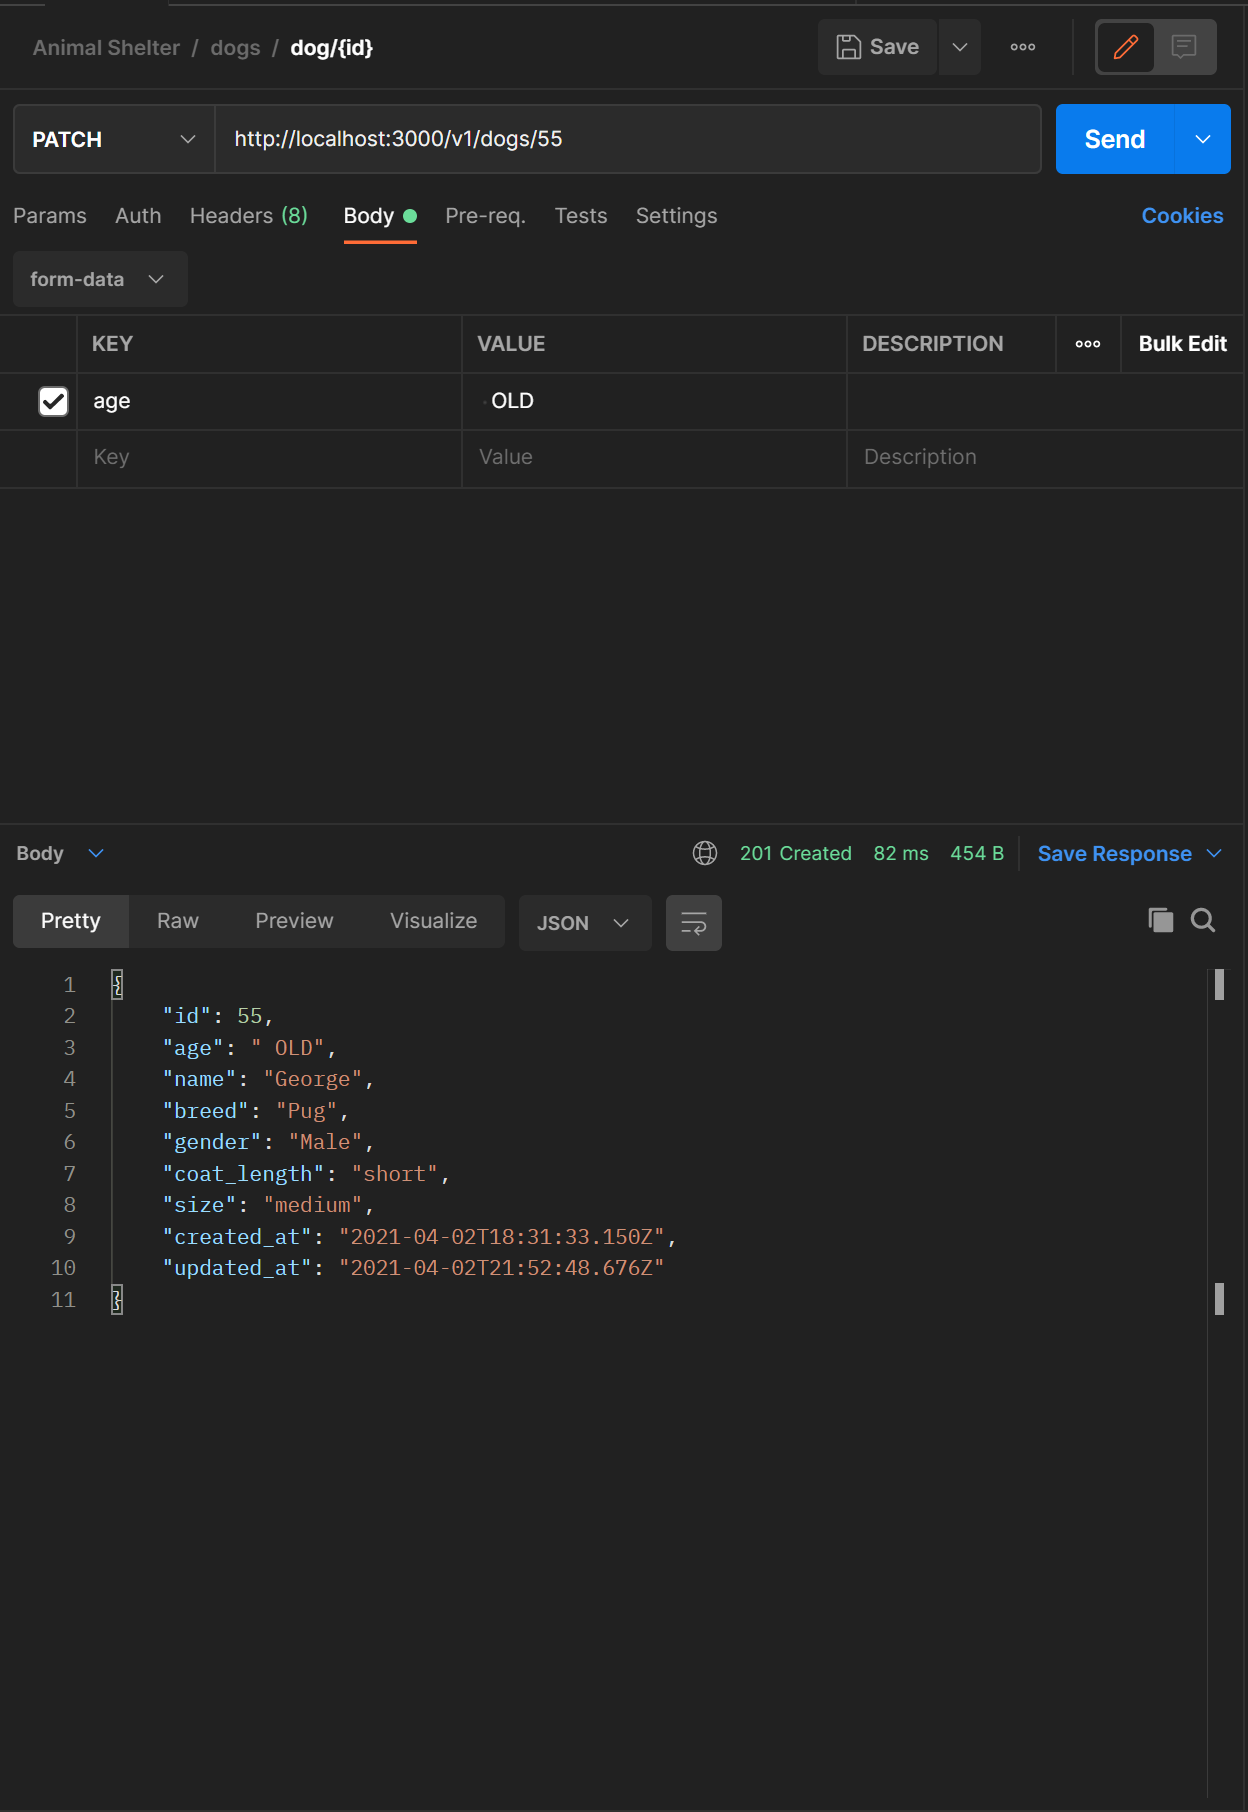 Animal Shelter / dogs / dog/{id} Save ooo
PATCH http://localhost:3000/v1/dogs/55 Send
Params Auth Headers (8) Body Pre-req. Tests Settings Cookies
form-data
KEY VALUE DESCRIPTION ooo Bulk Edit
age · OLD
Key Value Description
Body 201 Created 82 ms 454 B Save Response
Pretty Raw Preview Visualize JSON
1 {
2 "id": 55,
3 "age": " OLD",
4 "name": "George",
5 "breed": "Pug",
6 "gender": "Male",
7 "coat_length": "short",
8 "size": "medium",
9 "created_at": "2021-04-02T18:31:33.150Z",
10 "updated_at": "2021-04-02T21:52:48.676Z"
11 }